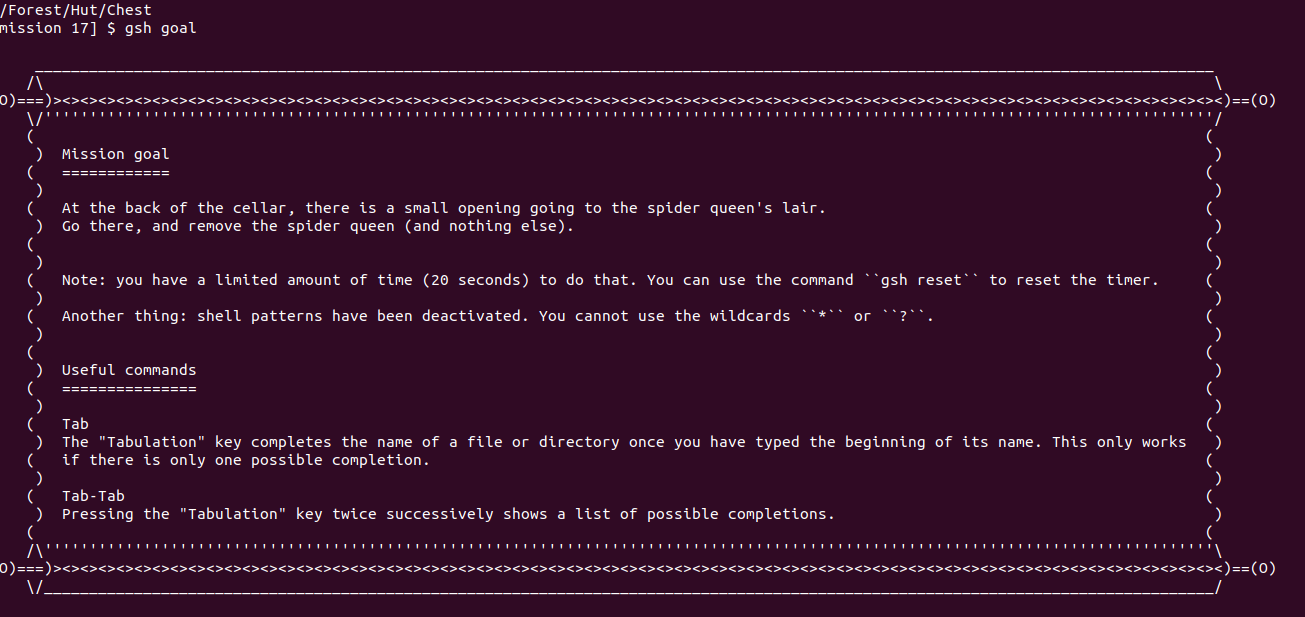 /Forest/Hut/Chest
mission 17] $ gsh goal
Mission goal
============
At the back of the cellar, there is a small opening going to the spider queen's lair.
Go there, and remove the spider queen (and nothing else).
Note: you have a limited amount of time (20 seconds) to do that. You can use the command ``gsh reset`` to reset the timer.
Another thing: shell patterns have been deactivated. You cannot use the wildcards ``*`` or ``?``.
Useful commands
===============
Tab
The "Tabulation" key completes the name of a file or directory once you have typed the beginning of its name. This only works
if there is only one possible completion.
Tab-Tab
Pressing the "Tabulation" key twice successively shows a list of possible completions.